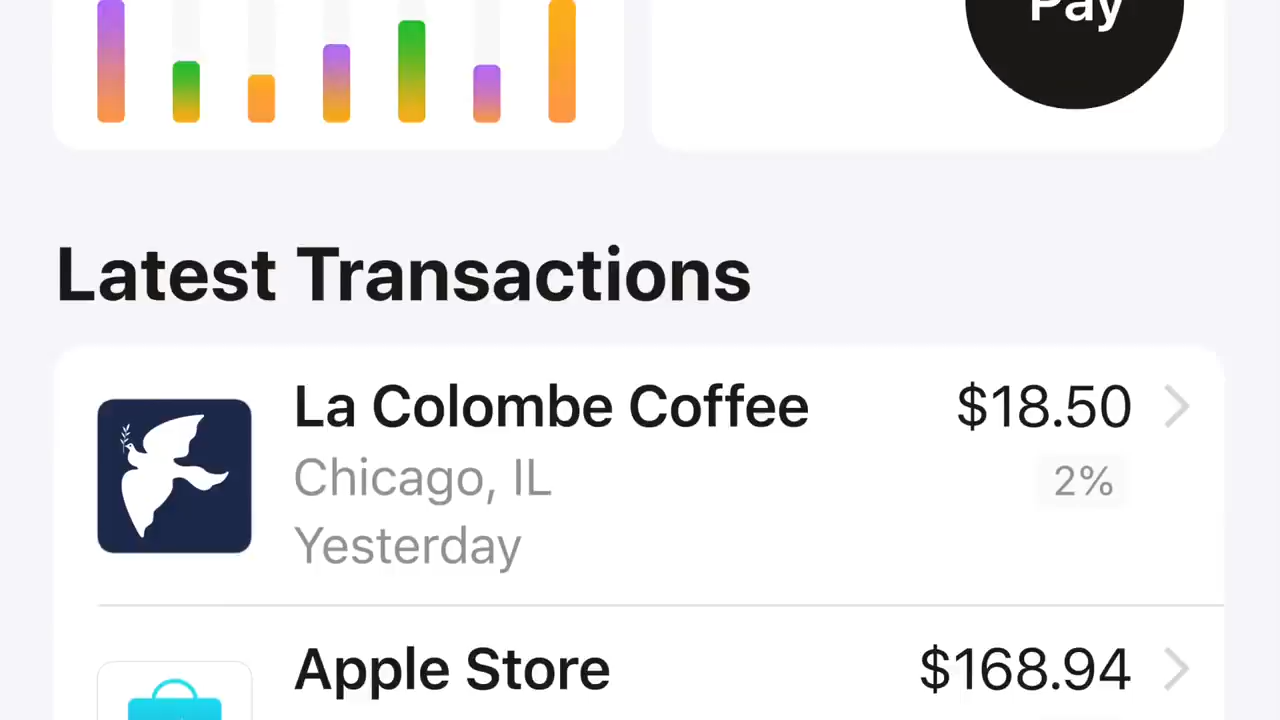 Pay
Latest Transactions
La Colombe Coffee
$18.50
Chicago, IL
2%
Yesterday
Apple Store
$168.94